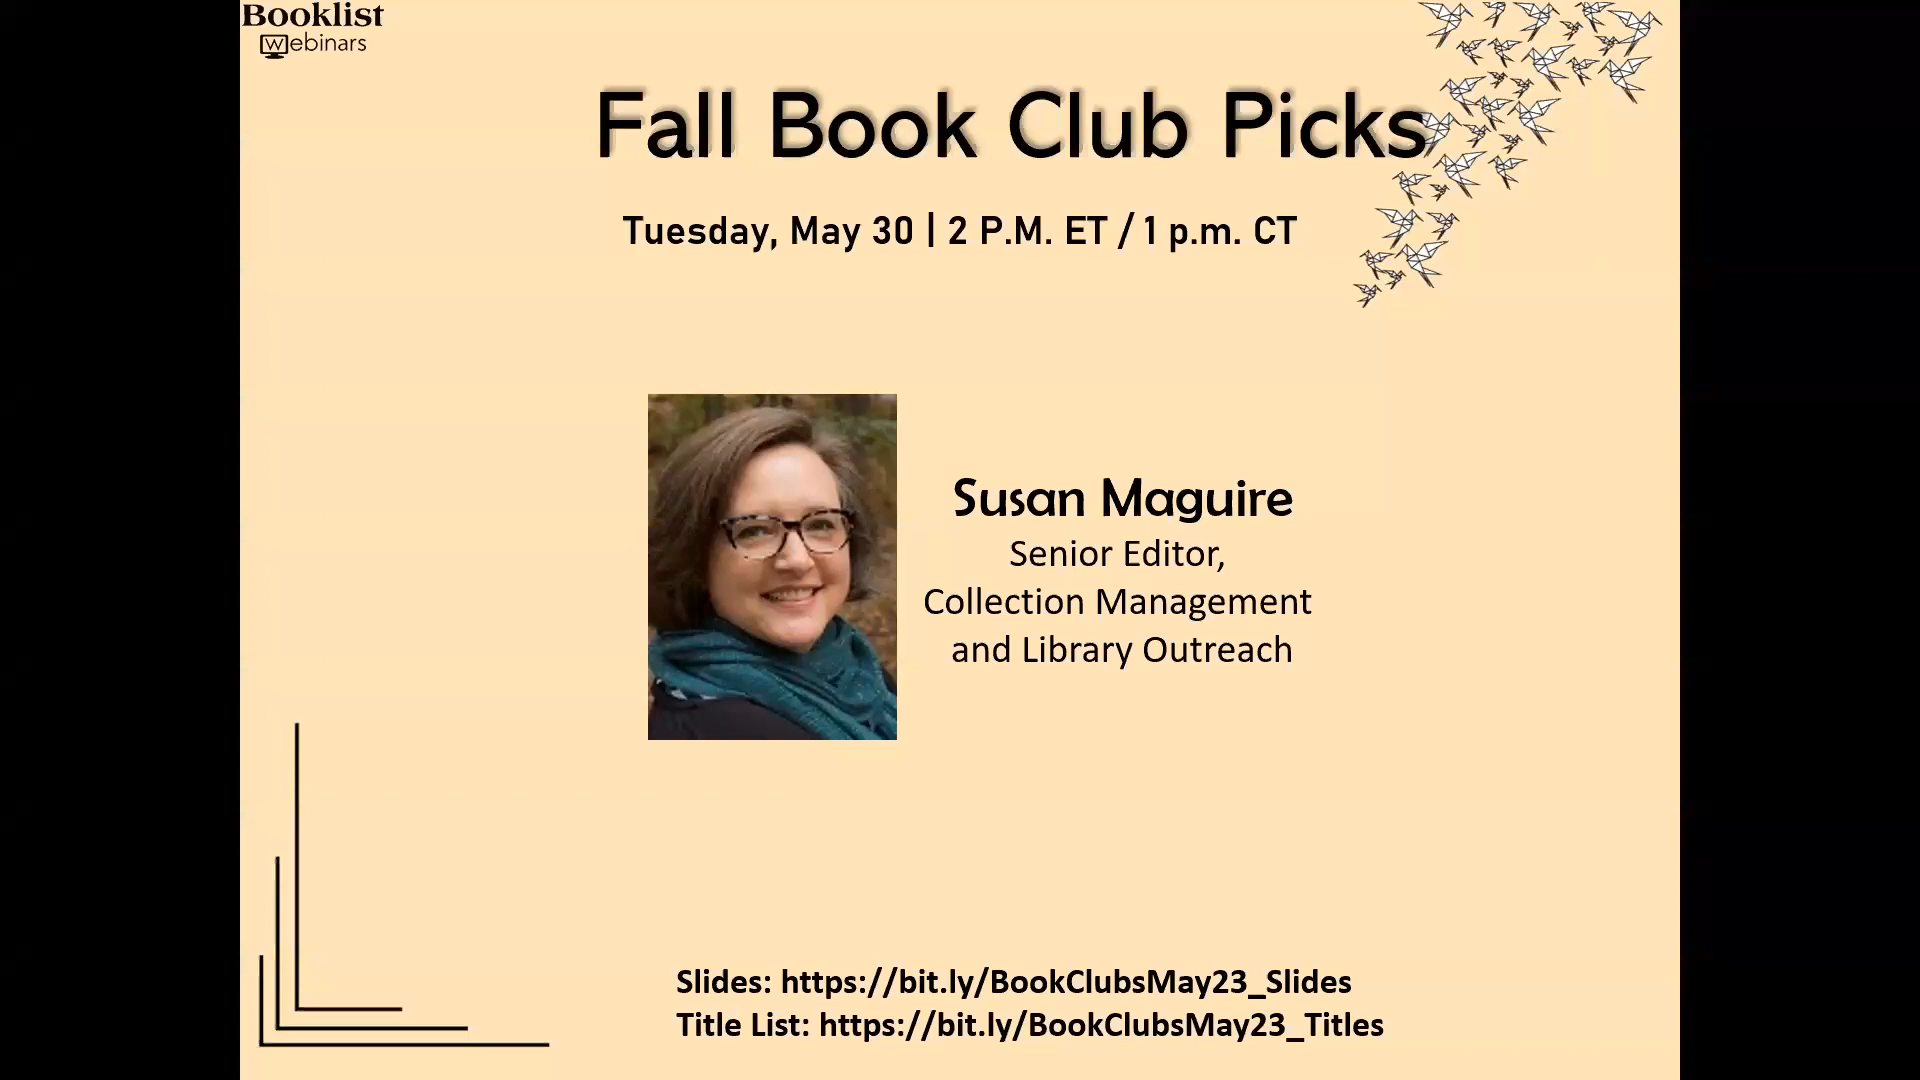 Booklist
Webinars
Fall Book Club Picks
Tuesday, May 30 | 2 P.M. ET / 1 p.m. CT
Susan Maguire
Senior Editor,
Collection Management
and Library Outreach
Slides: https://bit.ly/BookClubsMay23_Slides
Title List: https://bit.ly/BookClubsMay23_Titles